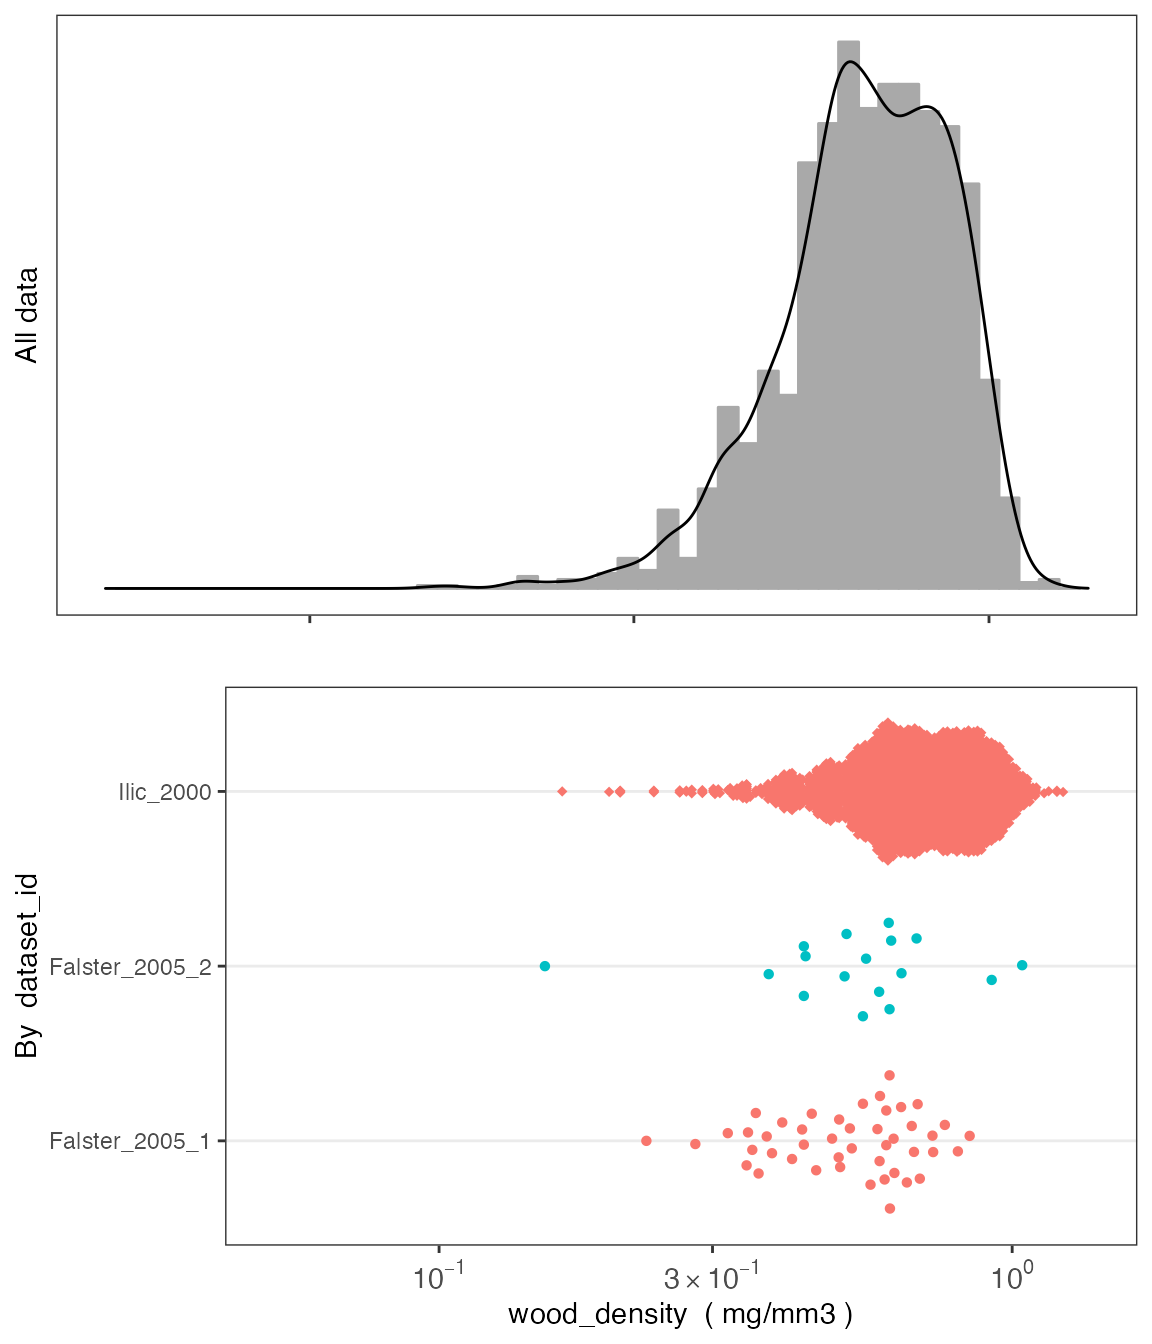 All data
By dataset_id
Ilic_2000
Falster_2005_2
Falster_2005_1
10⁻¹ 3 × 10⁻¹ 10⁰
wood_density ( mg/mm3 )